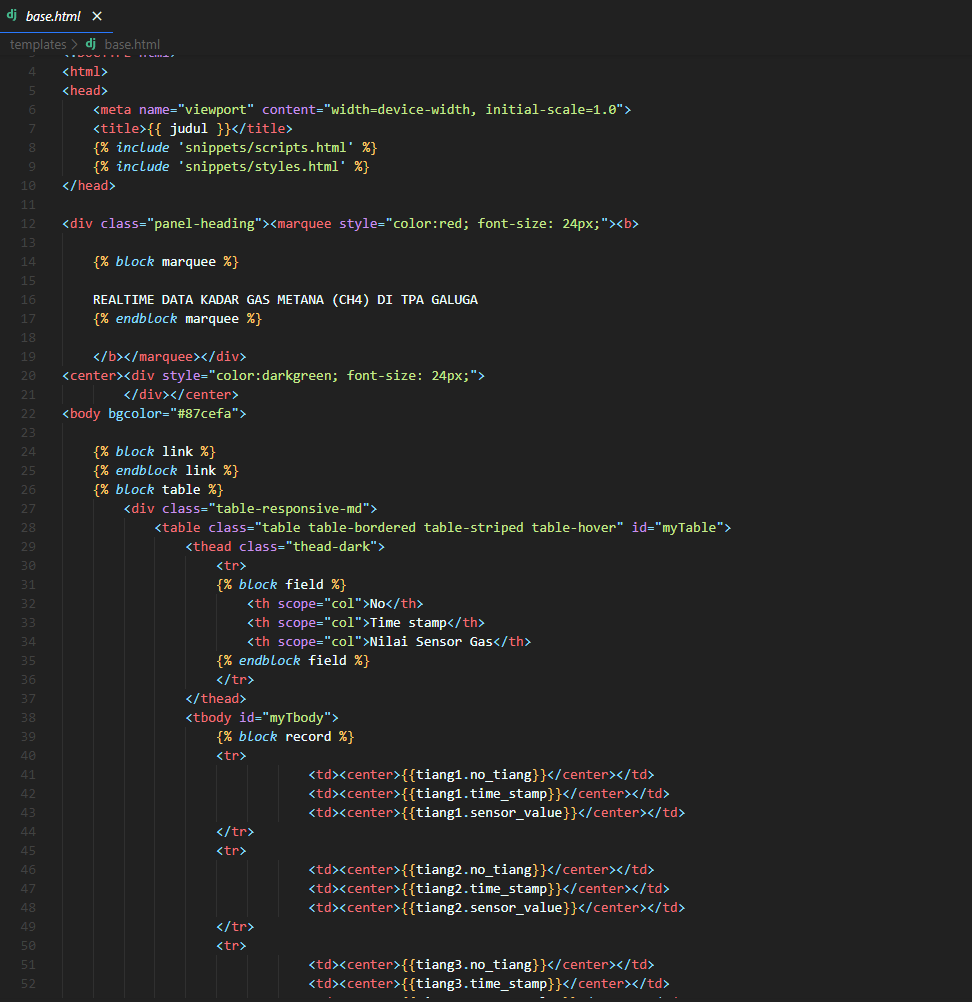 dj base.html ×
templates > dj base.html
3 <!DOCTYPE html>
4 <html>
5 <head>
6 <meta name="viewport" content="width=device-width, initial-scale=1.0">
7 <title>{{ judul }}</title>
8 {% include 'snippets/scripts.html' %}
9 {% include 'snippets/styles.html' %}
10 </head>
11
12 <div class="panel-heading"><marquee style="color:red; font-size: 24px;"><b>
13
14 {% block marquee %}
15
16 REALTIME DATA KADAR GAS METANA (CH4) DI TPA GALUGA
17 {% endblock marquee %}
18
19 </b></marquee></div>
20 <center><div style="color:darkgreen; font-size: 24px;">
21 </div></center>
22 <body bgcolor="#87cefa">
23
24 {% block link %}
25 {% endblock link %}
26 {% block table %}
27 <div class="table-responsive-md">
28 <table class="table table-bordered table-striped table-hover" id="myTable">
29 <thead class="thead-dark">
30 <tr>
31 {% block field %}
32 <th scope="col">No</th>
33 <th scope="col">Time stamp</th>
34 <th scope="col">Nilai Sensor Gas</th>
35 {% endblock field %}
36 </tr>
37 </thead>
38 <tbody id="myTbody">
39 {% block record %}
40 <tr>
41 <td><center>{{tiang1.no_tiang}}</center></td>
42 <td><center>{{tiang1.time_stamp}}</center></td>
43 <td><center>{{tiang1.sensor_value}}</center></td>
44 </tr>
45 <tr>
46 <td><center>{{tiang2.no_tiang}}</center></td>
47 <td><center>{{tiang2.time_stamp}}</center></td>
48 <td><center>{{tiang2.sensor_value}}</center></td>
49 </tr>
50 <tr>
51 <td><center>{{tiang3.no_tiang}}</center></td>
52 <td><center>{{tiang3.time_stamp}}</center></td>